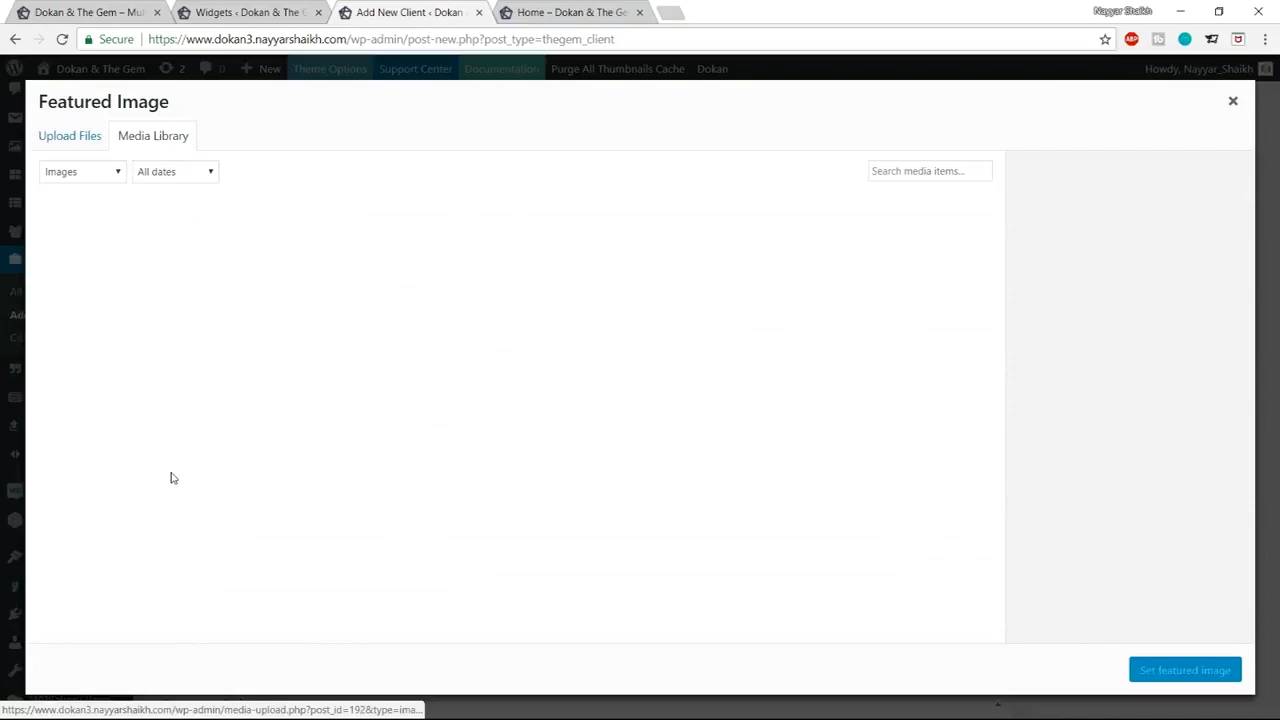 Dokan & The Gem – Mul
Widgets ‹ Dokan & The G
Add New Client ‹ Dokan
Home – Dokan & The Ge
Nayyar Shaikh
Secure
https://www.dokan3.nayyarshaikh.com/wp-admin/post-new.php?post_type=thegem_client
ABP
Dokan & The Gem
2
0
New
Theme Options
Support Center
Documentation
Purge All Thumbnails Cache
Dokan
Howdy, Nayyar_Shaikh
Featured Image
Upload Files
Media Library
Images
All dates
Search media items...
All
Set featured image
https://www.dokan3.nayyarshaikh.com/wp-admin/media-upload.php?post_id=192&type=ima...